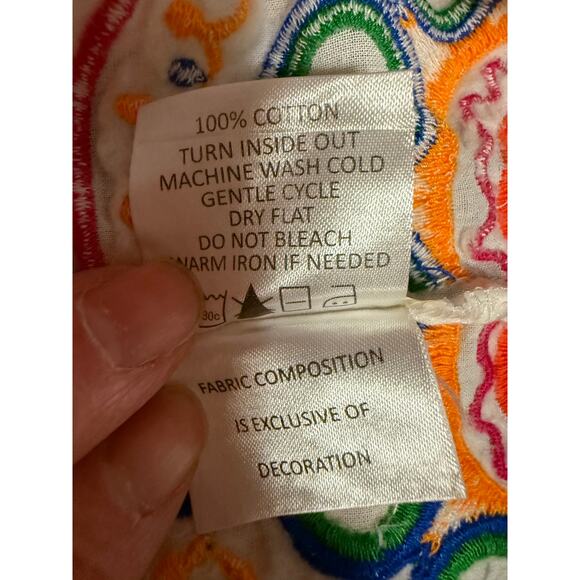 100% COTTON
TURN INSIDE OUT
MACHINE WASH COLD
GENTLE CYCLE
DRY FLAT
DO NOT BLEACH
WARM IRON IF NEEDED
30c
FABRIC COMPOSITION
IS EXCLUSIVE OF
DECORATION